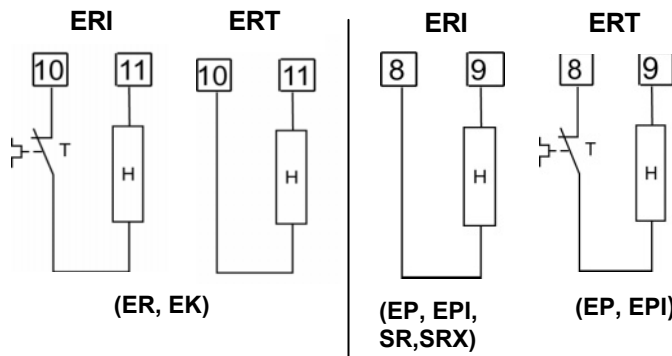 ERI ERT ERI ERT
10 11 10 11 8 9 8 9
T H H H T H
(ER, EK)
(EP, EPI,
SR,SRX)
(EP, EPI)